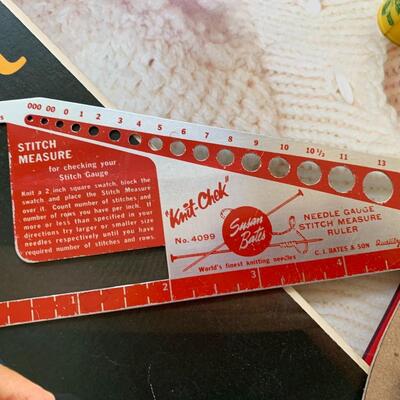 000 00 0 1 2 3 4 5 6 7 8 9 10 10 1/2 11 13
STITCH
MEASURE
for checking your
Stitch Gauge
Knit a 2 inch square swatch, block the
swatch and place the Stitch Measure
over it. Count number of stitches and
number of rows you have per inch. If
more or less than specified in your
directions try larger or smaller size
needles respectively until you have
required number of stitches and rows.
"Knit-Chek"
No. 4099
Susan
Bates
World's finest knitting needles
NEEDLE GAUGE
STITCH MEASURE
RULER
C. J. BATES & SON
Quality
1 2 3 4 5